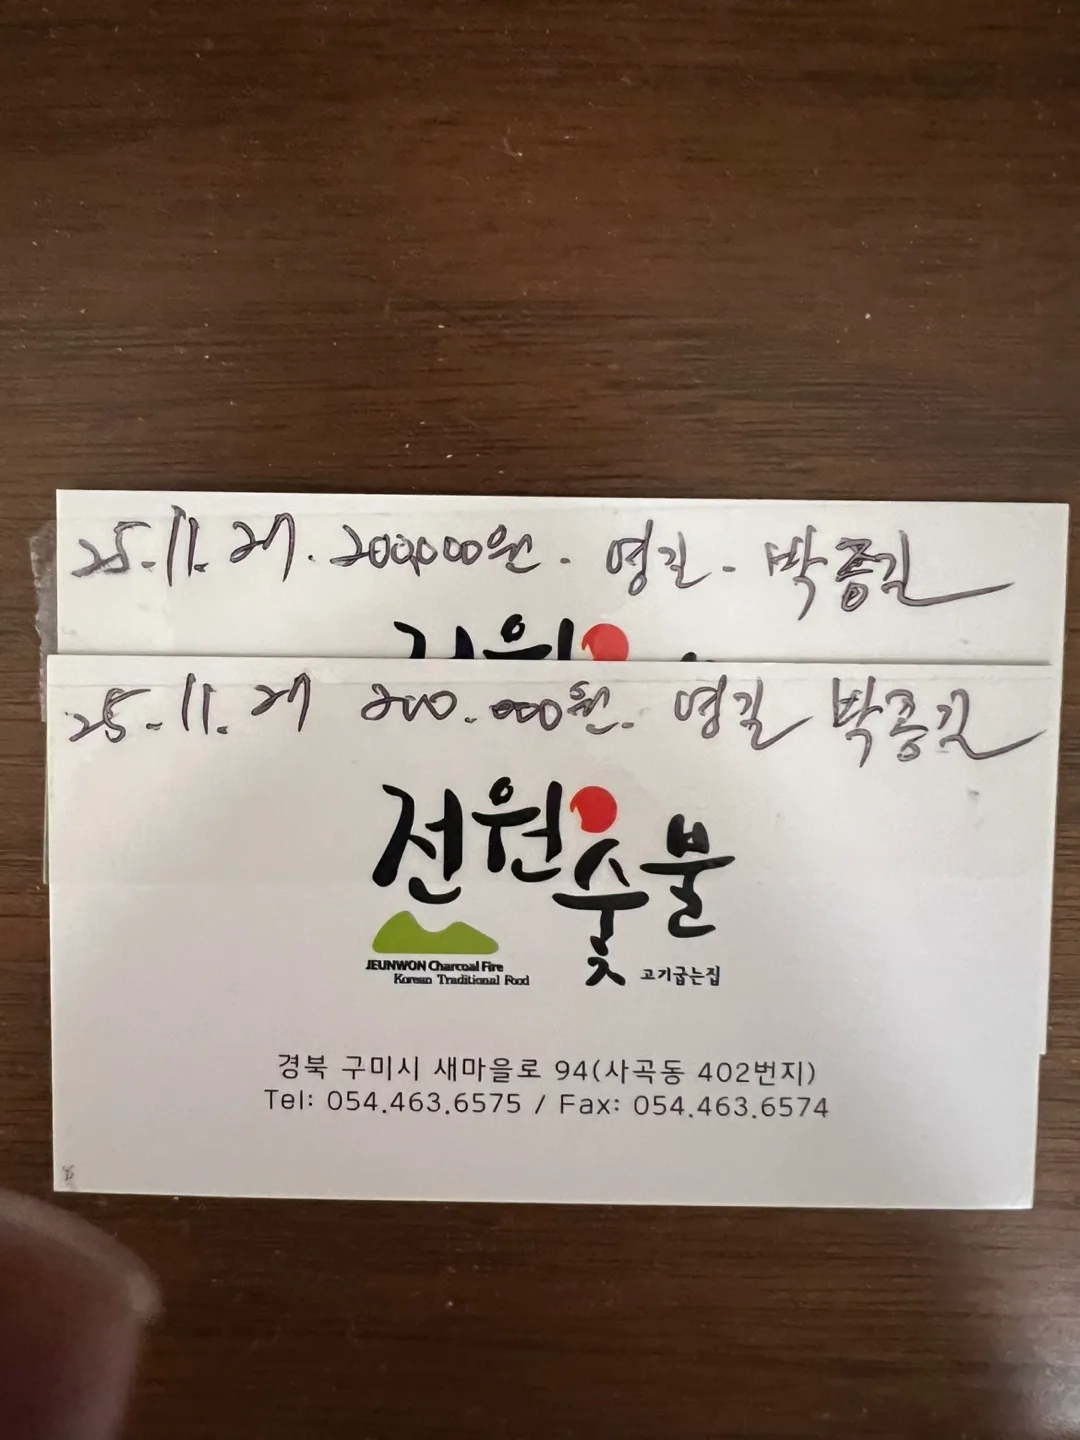 25.11.27. 200,000원. 영길. 박종길
전원
25.11.27 200.000원. 영길 박종길
전원숯불
JEUNWON Charcoal Fire
Korean Traditional Food
고기굽는집
경북 구미시 새마을로 94(사곡동 402번지)
Tel: 054.463.6575 / Fax: 054.463.6574